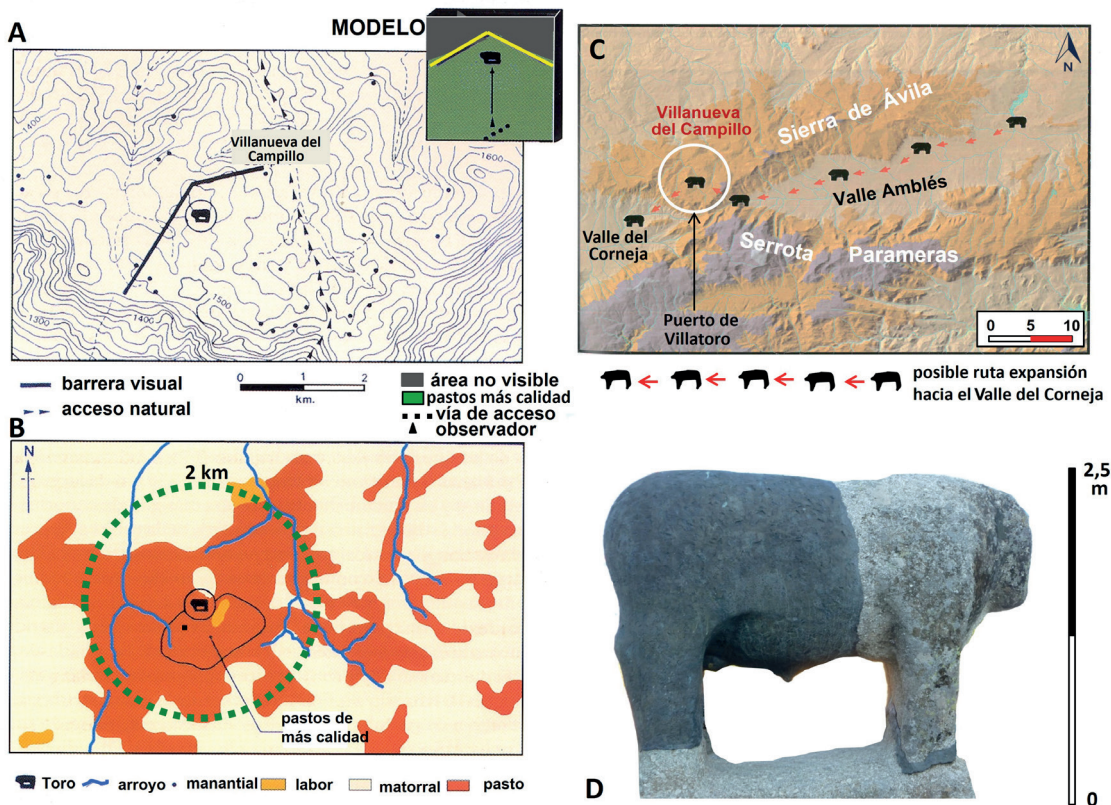 A
MODELO
Villanueva del
Campillo
1400
1600
1500
1400
1300
barrera visual
acceso natural
0 1 2
km.
área no visible
pastos más calidad
vía de acceso
observador
C
N
Villanueva
del Campillo
Sierra de Ávila
Valle Amblés
Valle del
Corneja
Serrota Parameras
Puerto de
Villatoro
0 5 10
posible ruta expansión
hacia el Valle del Corneja
B
N
2 km
pastos de
más calidad
Toro arroyo manantial labor matorral pasto
D
2,5
m
0